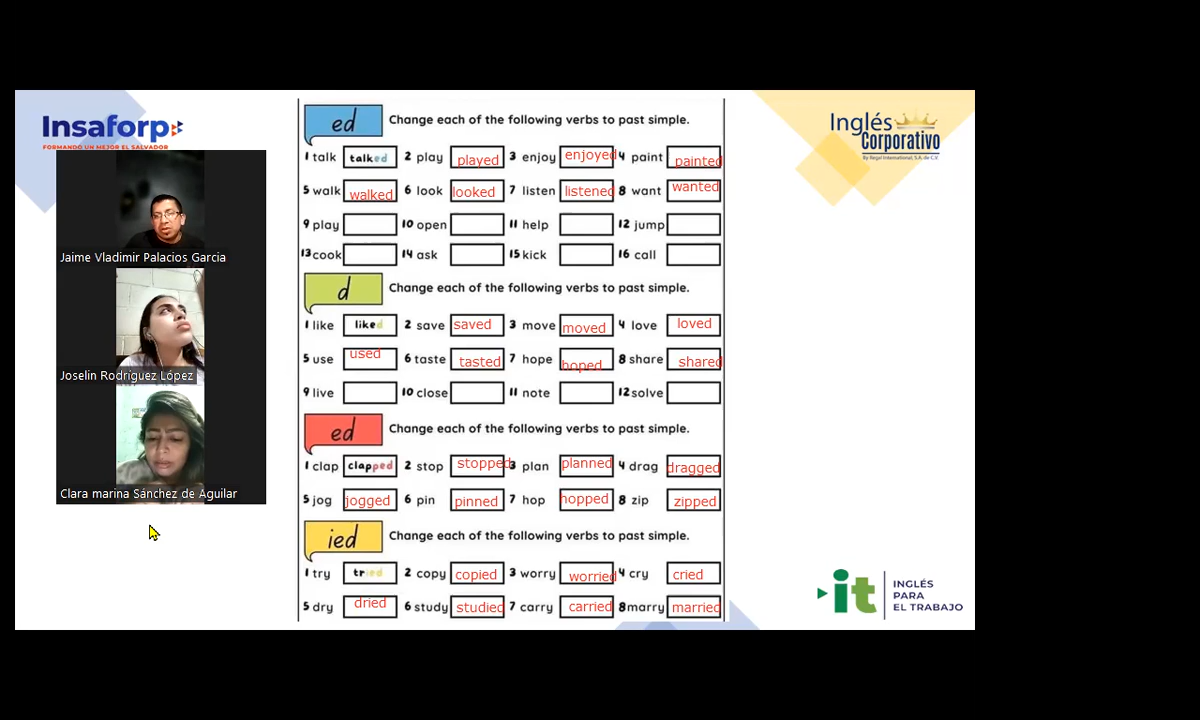 Insaforp
FORMANDO UN MEJOR EL SALVADOR
Inglés
Corporativo
By Regal International, S.A. de C.V.
Jaime Vladimir Palacios Garcia
Joselin Rodríguez López
Clara marina Sánchez de Aguilar
ed Change each of the following verbs to past simple.
1 talk talked 2 play played 3 enjoy enjoyed 4 paint painted
5 walk walked 6 look looked 7 listen listened 8 want wanted
9 play 10 open 11 help 12 jump
13 cook 14 ask 15 kick 16 call
d Change each of the following verbs to past simple.
1 like liked 2 save saved 3 move moved 4 love loved
5 use used 6 taste tasted 7 hope hoped 8 share shared
9 live 10 close 11 note 12 solve
ed Change each of the following verbs to past simple.
1 clap clapped 2 stop stopped 3 plan planned 4 drag dragged
5 jog jogged 6 pin pinned 7 hop hopped 8 zip zipped
ied Change each of the following verbs to past simple.
1 try tried 2 copy copied 3 worry worried 4 cry cried
5 dry dried 6 study studied 7 carry carried 8 marry married
it
INGLÉS
PARA
EL TRABAJO